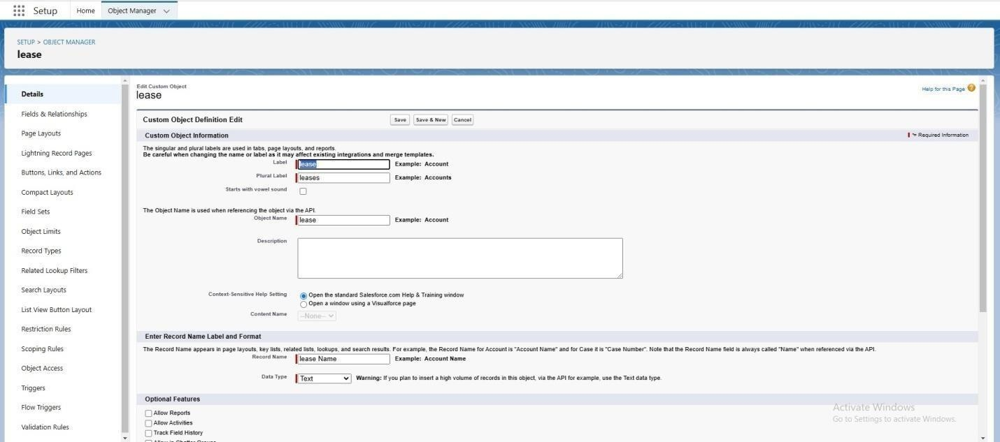 Setup Home Object Manager
SETUP > OBJECT MANAGER
lease
Details
Fields & Relationships
Page Layouts
Lightning Record Pages
Buttons, Links, and Actions
Compact Layouts
Field Sets
Object Limits
Record Types
Related Lookup Filters
Search Layouts
List View Button Layout
Restriction Rules
Scoping Rules
Object Access
Triggers
Flow Triggers
Validation Rules
Edit Custom Object
lease
Help for this Page ?
Custom Object Definition Edit Save Save & New Cancel
Custom Object Information = Required Information
The singular and plural labels are used in tabs, page layouts, and reports.
Be careful when changing the name or label as it may affect existing integrations and merge templates.
Label lease Example: Account
Plural Label leases Example: Accounts
Starts with vowel sound
The Object Name is used when referencing the object via the API.
Object Name lease Example: Account
Description
Context-Sensitive Help Setting Open the standard Salesforce.com Help & Training window
Open a window using a Visualforce page
Content Name --None--
Enter Record Name Label and Format
The Record Name appears in page layouts, key lists, related lists, lookups, and search results. For example, the Record Name for Account is "Account Name" and for Case it is "Case Number". Note that the Record Name field is always called "Name" when referenced via the API.
Record Name lease Name Example: Account Name
Data Type Text Warning: If you plan to insert a high volume of records in this object, via the API for example, use the Text data type.
Optional Features
Allow Reports
Allow Activities
Track Field History
Activate Windows
Go to Settings to activate Windows.